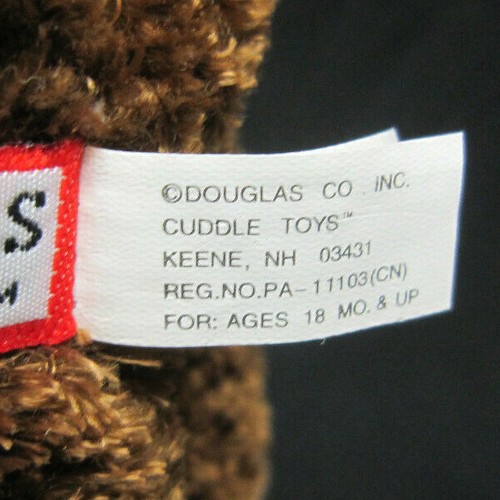 ©DOUGLAS CO. INC.
CUDDLE TOYS™
KEENE, NH 03431
REG.NO.PA-11103(CN)
FOR: AGES 18 MO. & UP
S
M